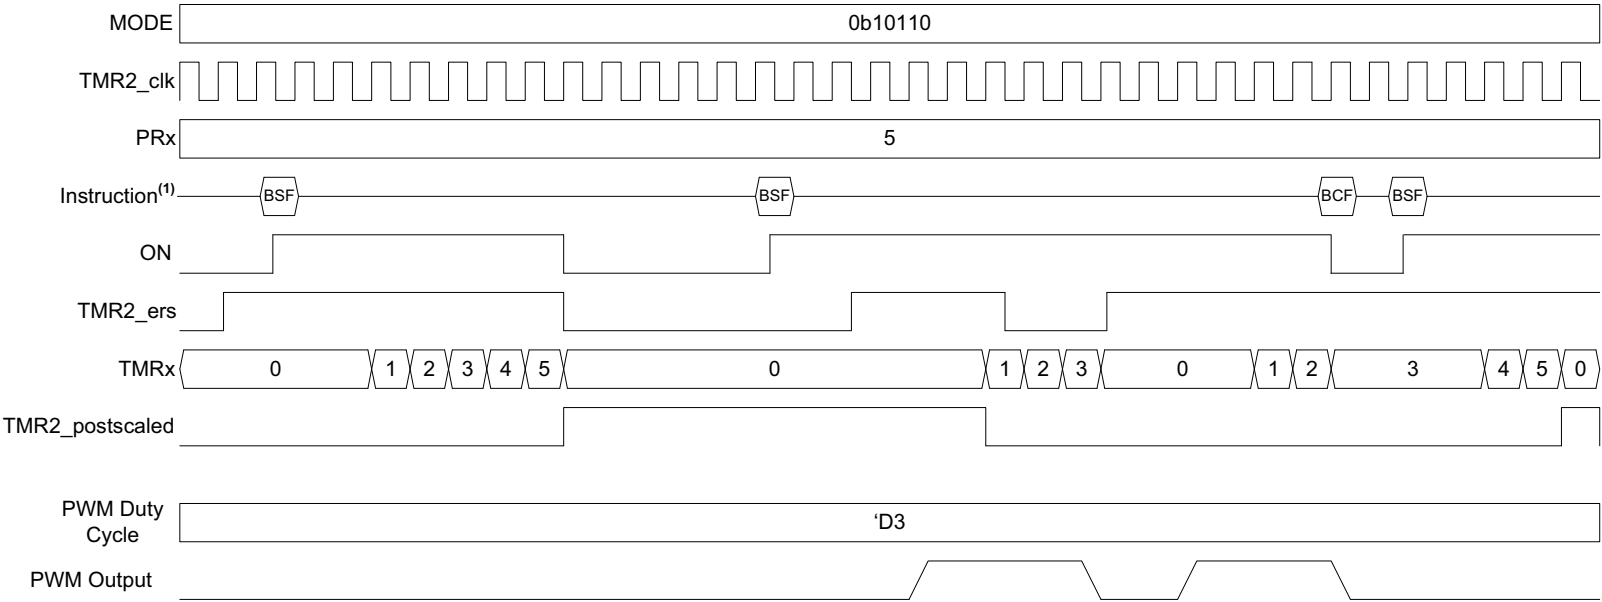 MODE 0b10110
TMR2_clk
PRx 5
Instruction(1) BSF BSF BCF BSF
ON
TMR2_ers
TMRx 0 1 2 3 4 5 0 1 2 3 0 1 2 3 4 5 0
TMR2_postscaled
PWM Duty
Cycle
‘D3
PWM Output